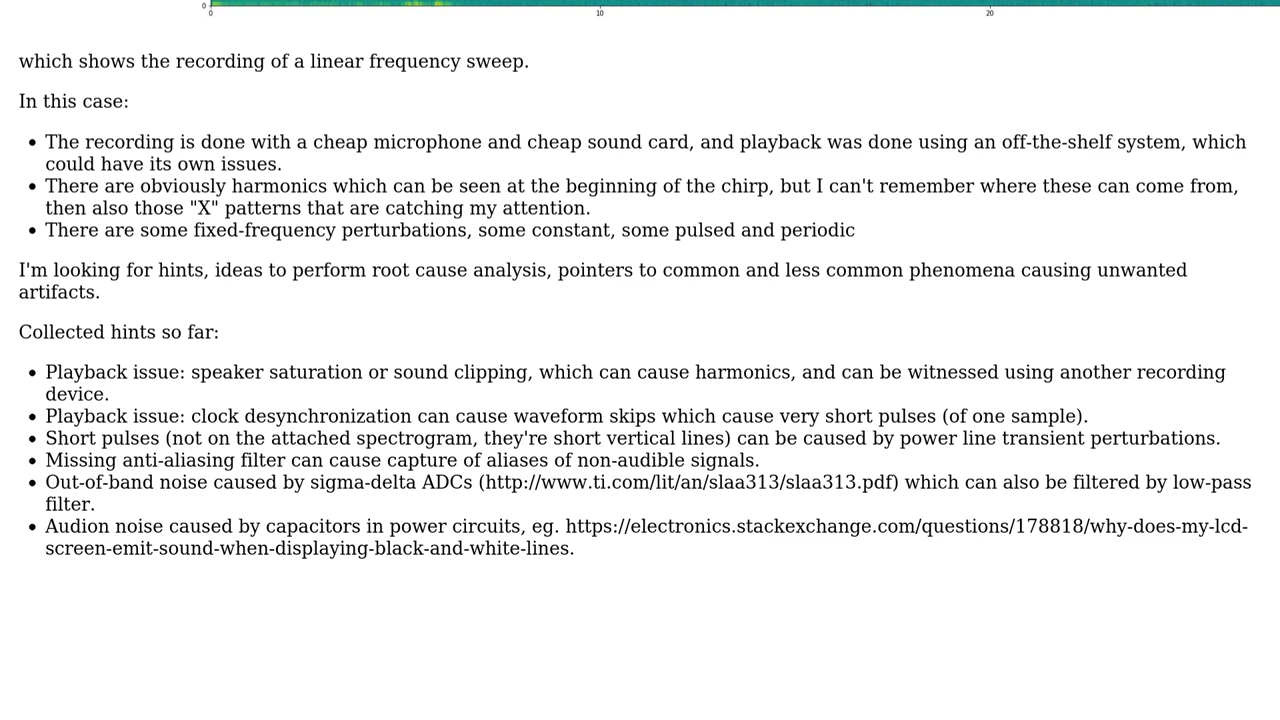 0
0
10
20
which shows the recording of a linear frequency sweep.
In this case:
• The recording is done with a cheap microphone and cheap sound card, and playback was done using an off-the-shelf system, which
could have its own issues.
• There are obviously harmonics which can be seen at the beginning of the chirp, but I can't remember where these can come from,
then also those "X" patterns that are catching my attention.
• There are some fixed-frequency perturbations, some constant, some pulsed and periodic
I'm looking for hints, ideas to perform root cause analysis, pointers to common and less common phenomena causing unwanted
artifacts.
Collected hints so far:
• Playback issue: speaker saturation or sound clipping, which can cause harmonics, and can be witnessed using another recording
device.
• Playback issue: clock desynchronization can cause waveform skips which cause very short pulses (of one sample).
• Short pulses (not on the attached spectrogram, they're short vertical lines) can be caused by power line transient perturbations.
• Missing anti-aliasing filter can cause capture of aliases of non-audible signals.
• Out-of-band noise caused by sigma-delta ADCs (http://www.ti.com/lit/an/slaa313/slaa313.pdf) which can also be filtered by low-pass
filter.
• Audion noise caused by capacitors in power circuits, eg. https://electronics.stackexchange.com/questions/178818/why-does-my-lcd-
screen-emit-sound-when-displaying-black-and-white-lines.